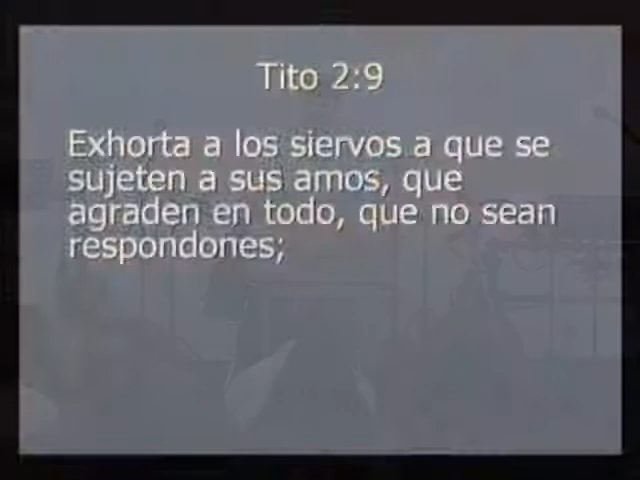 Tito 2:9
Exhorta a los siervos a que se
sujeten a sus amos, que
agraden en todo, que no sean
respondones;